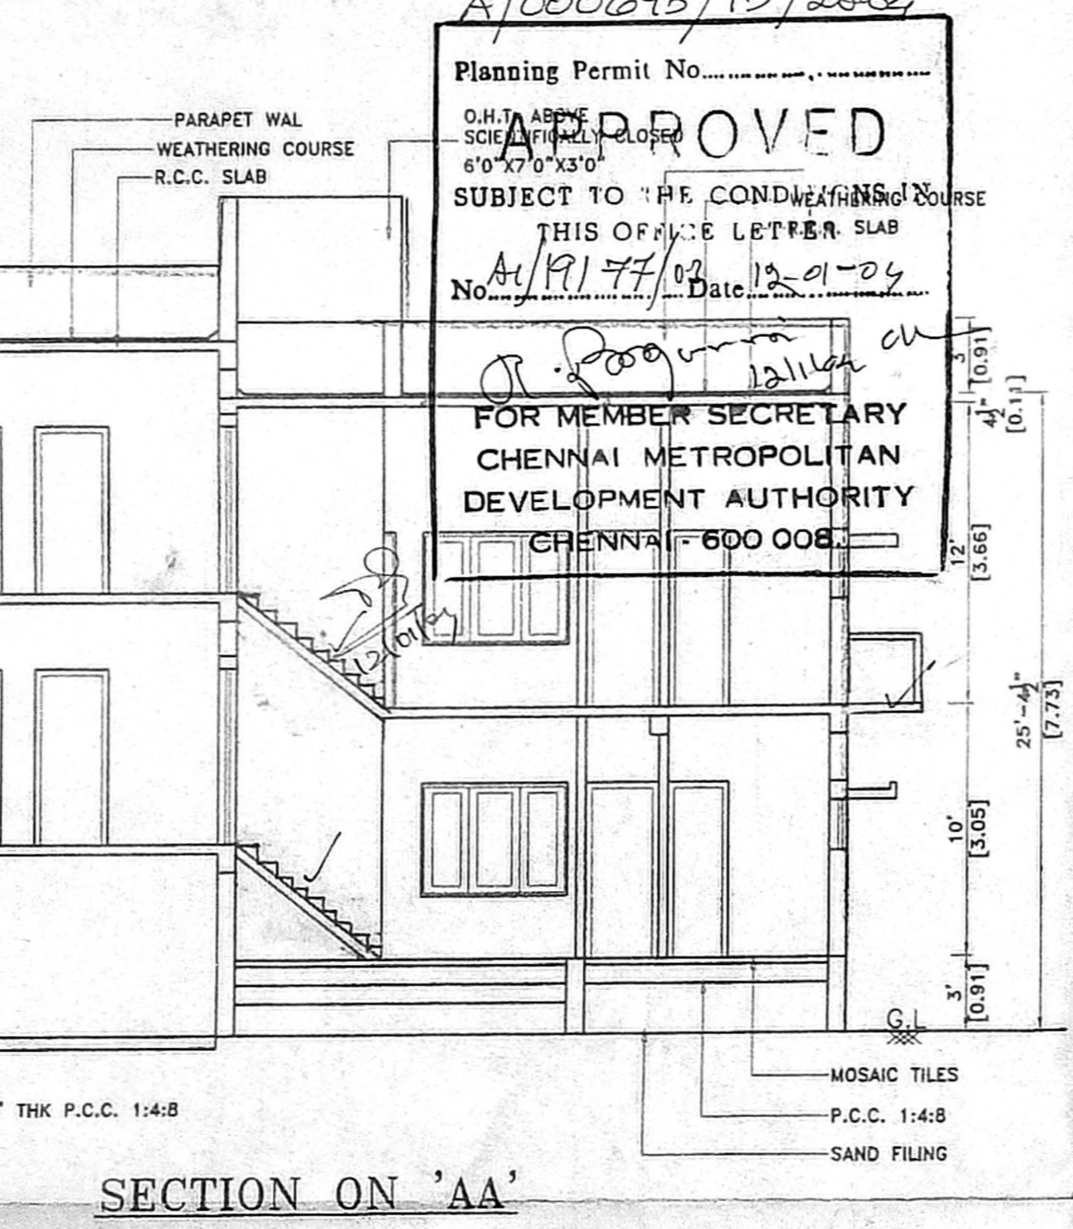 Planning Permit No
APPROVED
SUBJECT TO THE CONDITIONS IN
THIS OFFICE LETTER
No. Date 12-01-04
FOR MEMBER SECRETARY
CHENNAI METROPOLITAN
DEVELOPMENT AUTHORITY
CHENNAI - 600 008.
PARAPET WAL
WEATHERING COURSE
R.C.C. SLAB
O.H.T. ABOVE
SCIENTIFICALLY CLOSED
6'0"X7'0"X3'0"
WEATHERING COURSE
SLAB
3'
[0.91]
4½"
[0.11]
12'
[3.66]
25'-4½"
[7.73]
10'
[3.05]
3'
[0.91]
G.L
12/01/04
MOSAIC TILES
P.C.C. 1:4:8
SAND FILING
THK P.C.C. 1:4:8
SECTION ON 'AA'